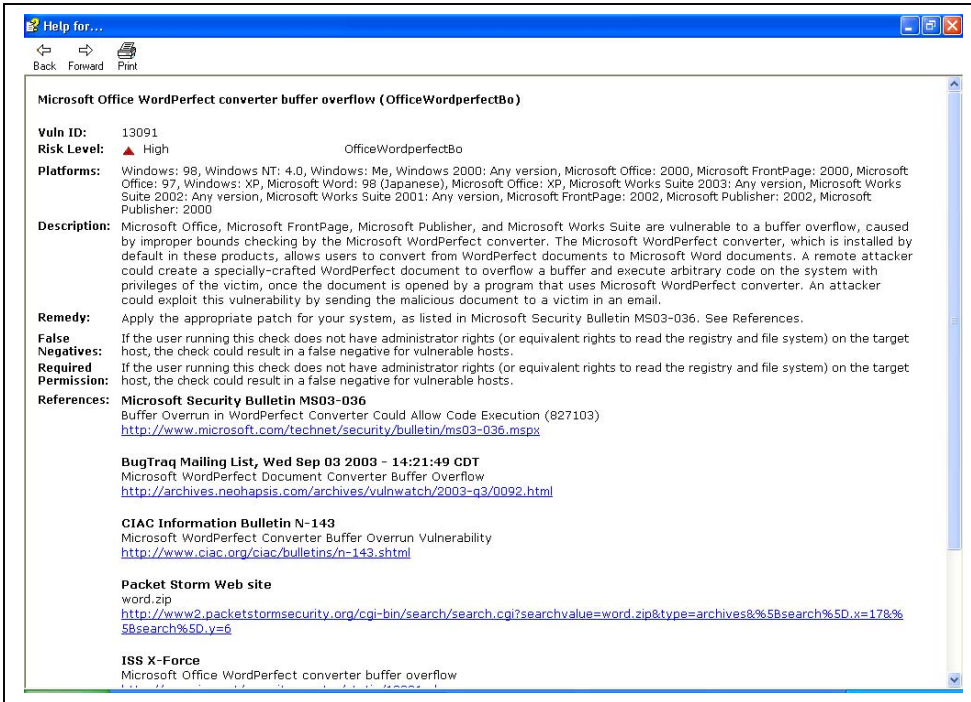 Help for...
Back Forward Print
Microsoft Office WordPerfect converter buffer overflow (OfficeWordperfectBo)
Vuln ID: 13091
Risk Level: High OfficeWordperfectBo
Platforms: Windows: 98, Windows NT: 4.0, Windows: Me, Windows 2000: Any version, Microsoft Office: 2000, Microsoft FrontPage: 2000, Microsoft
Office: 97, Windows: XP, Microsoft Word: 98 (Japanese), Microsoft Office: XP, Microsoft Works Suite 2003: Any version, Microsoft Works
Suite 2002: Any version, Microsoft Works Suite 2001: Any version, Microsoft FrontPage: 2002, Microsoft Publisher: 2002, Microsoft
Publisher: 2000
Description: Microsoft Office, Microsoft FrontPage, Microsoft Publisher, and Microsoft Works Suite are vulnerable to a buffer overflow, caused
by improper bounds checking by the Microsoft WordPerfect converter. The Microsoft WordPerfect converter, which is installed by
default in these products, allows users to convert from WordPerfect documents to Microsoft Word documents. A remote attacker
could create a specially-crafted WordPerfect document to overflow a buffer and execute arbitrary code on the system with
privileges of the victim, once the document is opened by a program that uses Microsoft WordPerfect converter. An attacker
could exploit this vulnerability by sending the malicious document to a victim in an email.
Remedy: Apply the appropriate patch for your system, as listed in Microsoft Security Bulletin MS03-036. See References.
False Negatives: If the user running this check does not have administrator rights (or equivalent rights to read the registry and file system) on the target
host, the check could result in a false negative for vulnerable hosts.
Required Permission: If the user running this check does not have administrator rights (or equivalent rights to read the registry and file system) on the target
host, the check could result in a false negative for vulnerable hosts.
References: Microsoft Security Bulletin MS03-036
Buffer Overrun in WordPerfect Converter Could Allow Code Execution (827103)
http://www.microsoft.com/technet/security/bulletin/ms03-036.mspx
BugTraq Mailing List, Wed Sep 03 2003 - 14:21:49 CDT
Microsoft WordPerfect Document Converter Buffer Overflow
http://archives.neohapsis.com/archives/vulnwatch/2003-q3/0092.html
CIAC Information Bulletin N-143
Microsoft WordPerfect Converter Buffer Overrun Vulnerability
http://www.ciac.org/ciac/bulletins/n-143.shtml
Packet Storm Web site
word.zip
http://www2.packetstormsecurity.org/cgi-bin/search/search.cgi?searchvalue=word.zip&type=archives&%5Bsearch%5D.x=17&%
5Bsearch%5D.y=6
ISS X-Force
Microsoft Office WordPerfect converter buffer overflow